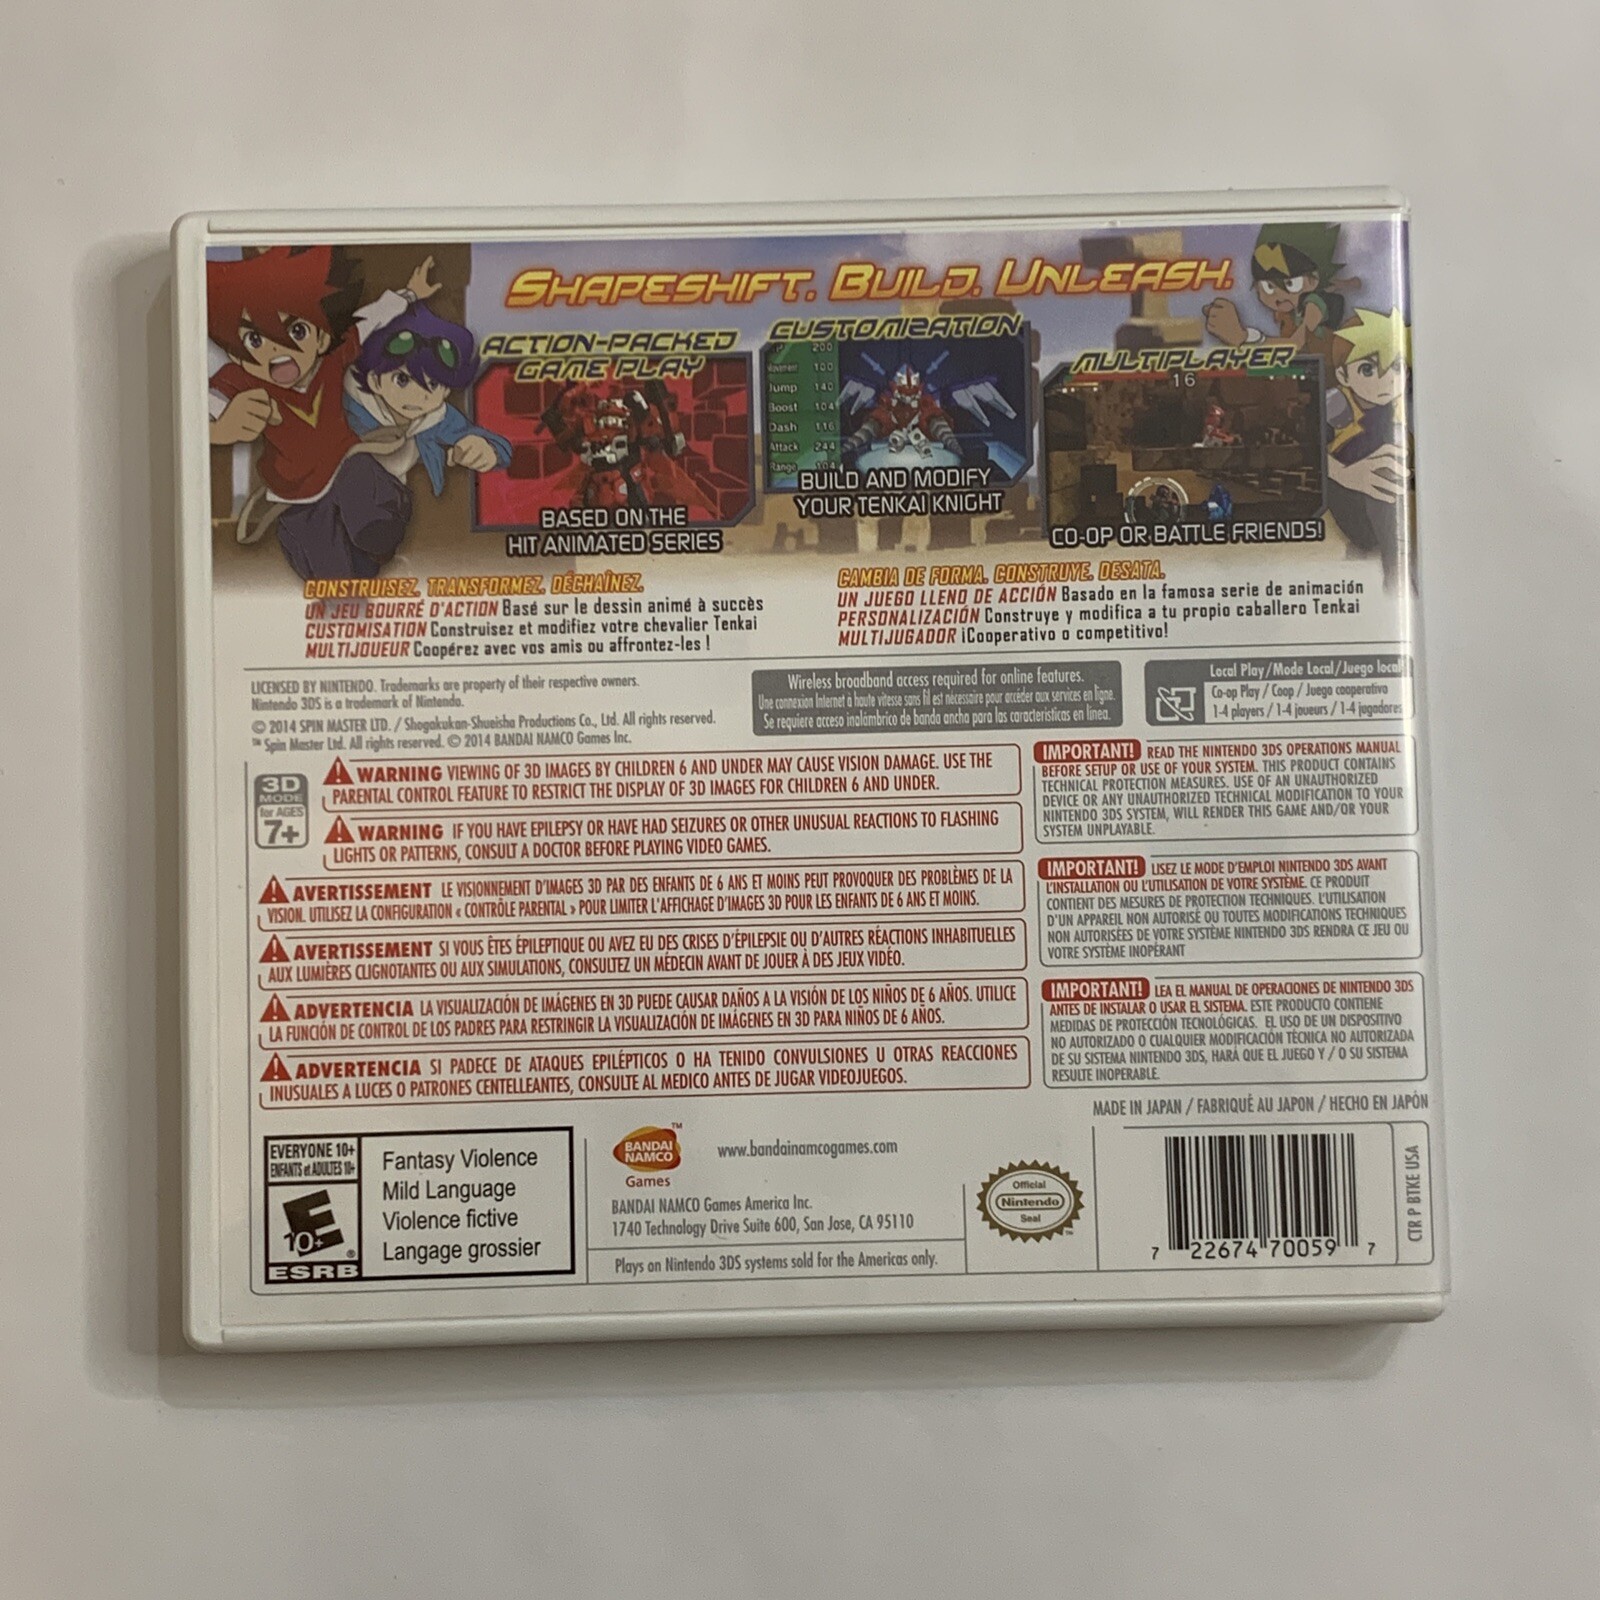 SHAPESHIFT. BUILD. UNLEASH.
ACTION-PACKED
GAME PLAY
BASED ON THE
HIT ANIMATED SERIES
CUSTOMIZATION
200
Movement 100
Jump 140
Boost 104
Dash 116
Attack 244
Range 104
BUILD AND MODIFY
YOUR TENKAI KNIGHT
MULTIPLAYER
16
CO-OP OR BATTLE FRIENDS!
CONSTRUISEZ. TRANSFORMEZ. DÉCHAÎNEZ.
UN JEU BOURRÉ D'ACTION Basé sur le dessin animé à succès
CUSTOMISATION Construisez et modifiez votre chevalier Tenkai
MULTIJOUEUR Coopérez avec vos amis ou affrontez-les !
CAMBIA DE FORMA. CONSTRUYE. DESATA.
UN JUEGO LLENO DE ACCIÓN Basado en la famosa serie de animación
PERSONALIZACIÓN Construye y modifica a tu propio caballero Tenkai
MULTIJUGADOR ¡Cooperativo o competitivo!
LICENSED BY NINTENDO. Trademarks are property of their respective owners.
Nintendo 3DS is a trademark of Nintendo.
© 2014 SPIN MASTER LTD. / Shogakukan-Shueisha Productions Co., Ltd. All rights reserved.
™ Spin Master Ltd. All rights reserved. © 2014 BANDAI NAMCO Games Inc.
Wireless broadband access required for online features.
Une connexion Internet à haute vitesse sans fil est nécessaire pour accéder aux services en ligne.
Se requiere acceso inalámbrico de banda ancha para las características en línea.
Local Play/Mode Local/Juego local
Co-op Play / Coop / Juego cooperativo
1-4 players / 1-4 joueurs / 1-4 jugadores
3D
MODE
for AGES
7+
WARNING VIEWING OF 3D IMAGES BY CHILDREN 6 AND UNDER MAY CAUSE VISION DAMAGE. USE THE
PARENTAL CONTROL FEATURE TO RESTRICT THE DISPLAY OF 3D IMAGES FOR CHILDREN 6 AND UNDER.
WARNING IF YOU HAVE EPILEPSY OR HAVE HAD SEIZURES OR OTHER UNUSUAL REACTIONS TO FLASHING
LIGHTS OR PATTERNS, CONSULT A DOCTOR BEFORE PLAYING VIDEO GAMES.
AVERTISSEMENT LE VISIONNEMENT D'IMAGES 3D PAR DES ENFANTS DE 6 ANS ET MOINS PEUT PROVOQUER DES PROBLÈMES DE LA
VISION. UTILISEZ LA CONFIGURATION « CONTRÔLE PARENTAL » POUR LIMITER L'AFFICHAGE D'IMAGES 3D POUR LES ENFANTS DE 6 ANS ET MOINS.
AVERTISSEMENT SI VOUS ÊTES ÉPILEPTIQUE OU AVEZ EU DES CRISES D'ÉPILEPSIE OU D'AUTRES RÉACTIONS INHABITUELLES
AUX LUMIÈRES CLIGNOTANTES OU AUX SIMULATIONS, CONSULTEZ UN MÉDECIN AVANT DE JOUER À DES JEUX VIDÉO.
ADVERTENCIA LA VISUALIZACIÓN DE IMÁGENES EN 3D PUEDE CAUSAR DAÑOS A LA VISIÓN DE LOS NIÑOS DE 6 AÑOS. UTILICE
LA FUNCIÓN DE CONTROL DE LOS PADRES PARA RESTRINGIR LA VISUALIZACIÓN DE IMÁGENES EN 3D PARA NIÑOS DE 6 AÑOS.
ADVERTENCIA SI PADECE DE ATAQUES EPILÉPTICOS O HA TENIDO CONVULSIONES U OTRAS REACCIONES
INUSUALES A LUCES O PATRONES CENTELLEANTES, CONSULTE AL MEDICO ANTES DE JUGAR VIDEOJUEGOS.
IMPORTANT! READ THE NINTENDO 3DS OPERATIONS MANUAL
BEFORE SETUP OR USE OF YOUR SYSTEM. THIS PRODUCT CONTAINS
TECHNICAL PROTECTION MEASURES. USE OF AN UNAUTHORIZED
DEVICE OR ANY UNAUTHORIZED TECHNICAL MODIFICATION TO YOUR
NINTENDO 3DS SYSTEM, WILL RENDER THIS GAME AND/OR YOUR
SYSTEM UNPLAYABLE.
IMPORTANT! LISEZ LE MODE D'EMPLOI NINTENDO 3DS AVANT
L'INSTALLATION OU L'UTILISATION DE VOTRE SYSTÈME. CE PRODUIT
CONTIENT DES MESURES DE PROTECTION TECHNIQUES. L'UTILISATION
D'UN APPAREIL NON AUTORISÉ OU TOUTES MODIFICATIONS TECHNIQUES
NON AUTORISÉES DE VOTRE SYSTÈME NINTENDO 3DS RENDRA CE JEU OU
VOTRE SYSTÈME INOPÉRANT
IMPORTANT! LEA EL MANUAL DE OPERACIONES DE NINTENDO 3DS
ANTES DE INSTALAR O USAR EL SISTEMA. ESTE PRODUCTO CONTIENE
MEDIDAS DE PROTECCIÓN TECNOLÓGICAS. EL USO DE UN DISPOSITIVO
NO AUTORIZADO O CUALQUIER MODIFICACIÓN TÈCNICA NO AUTORIZADA
DE SU SISTEMA NINTENDO 3DS, HARÁ QUE EL JUEGO Y / O SU SISTEMA
RESULTE INOPERABLE.
MADE IN JAPAN / FABRIQUÉ AU JAPON / HECHO EN JAPÓN
EVERYONE 10+
ENFANTS et ADULTES 10+
E
10+
®
ESRB
Fantasy Violence
Mild Language
Violence fictive
Langage grossier
BANDAI
NAMCO
™
Games
www.bandainamcogames.com
BANDAI NAMCO Games America Inc.
1740 Technology Drive Suite 600, San Jose, CA 95110
Plays on Nintendo 3DS systems sold for the Americas only.
Official
Nintendo
Seal
™
7 22674 70059 7
CTR P BTKE USA